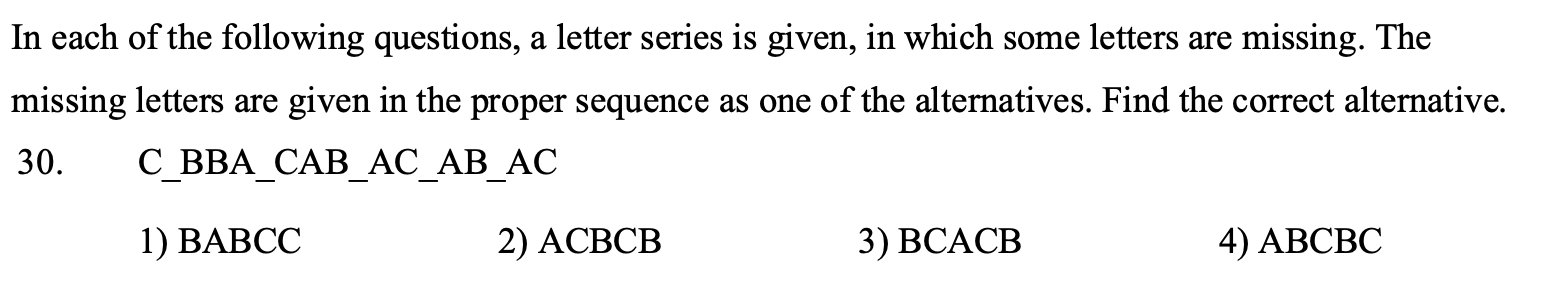 In each of the following questions, a letter series is given, in which some letters are missing. The
missing letters are given in the proper sequence as one of the alternatives. Find the correct alternative.
30. C_BBA_CAB_AC_AB_AC
1) BABCC 2) ACBCB 3) BCACB 4) ABCBC